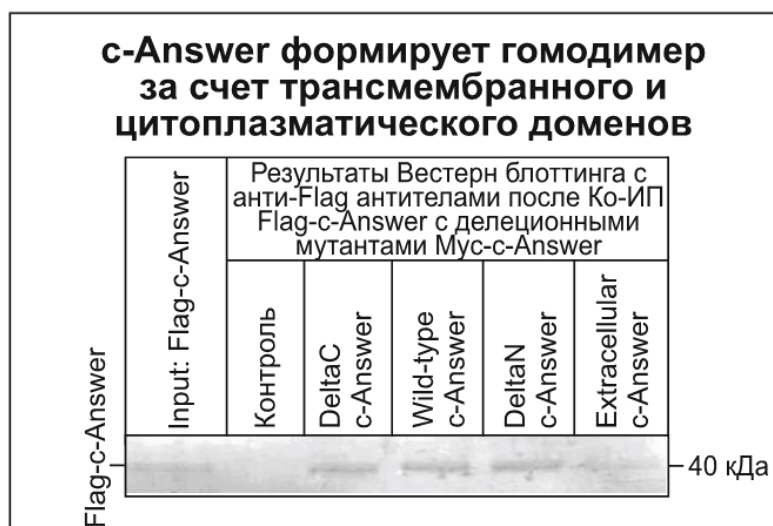 c-Answer формирует гомодимер
за счет трансмембранного и
цитоплазматического доменов
Input: Flag-c-Answer
Результаты Вестерн блоттинга с
анти-Flag антителами после Ко-ИП
Flag-c-Answer с делеционными
мутантами Myc-c-Answer
Контроль
DeltaC
c-Answer
Wild-type
c-Answer
DeltaN
c-Answer
Extracellular
c-Answer
Flag-c-Answer
40 кДа